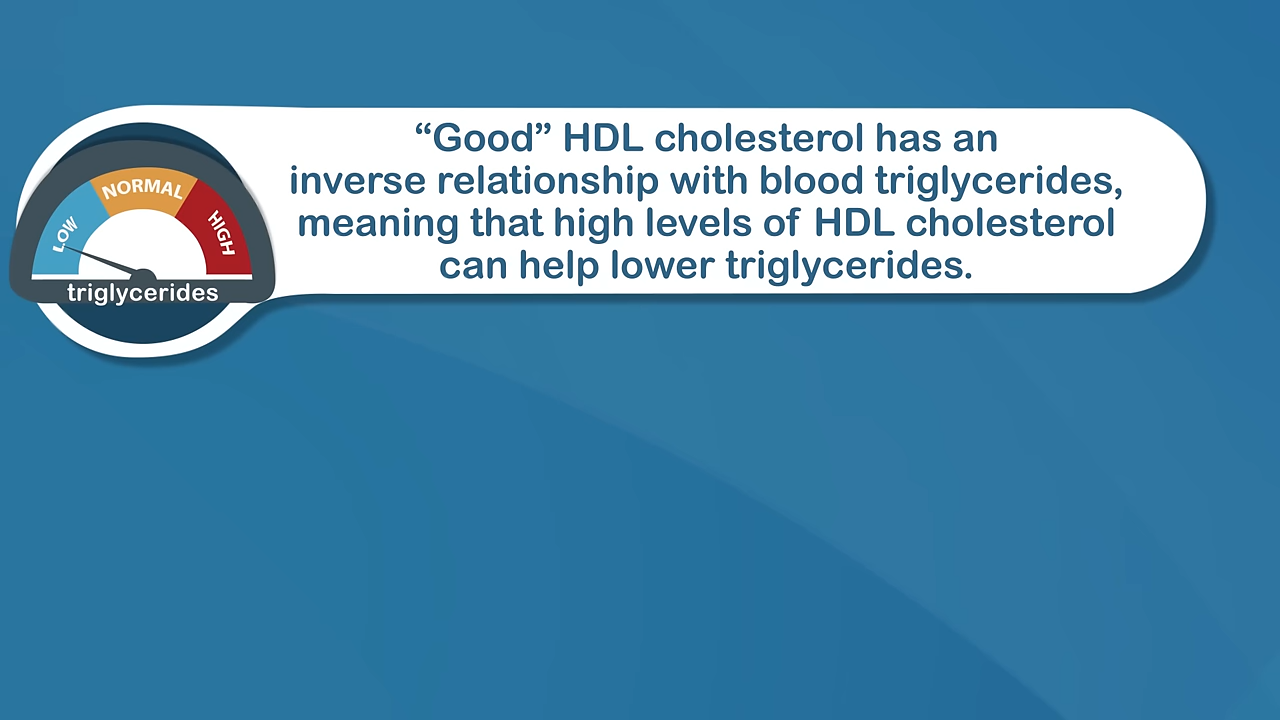 “Good” HDL cholesterol has an
inverse relationship with blood triglycerides,
meaning that high levels of HDL cholesterol
can help lower triglycerides.
LOW
NORMAL
HIGH
triglycerides